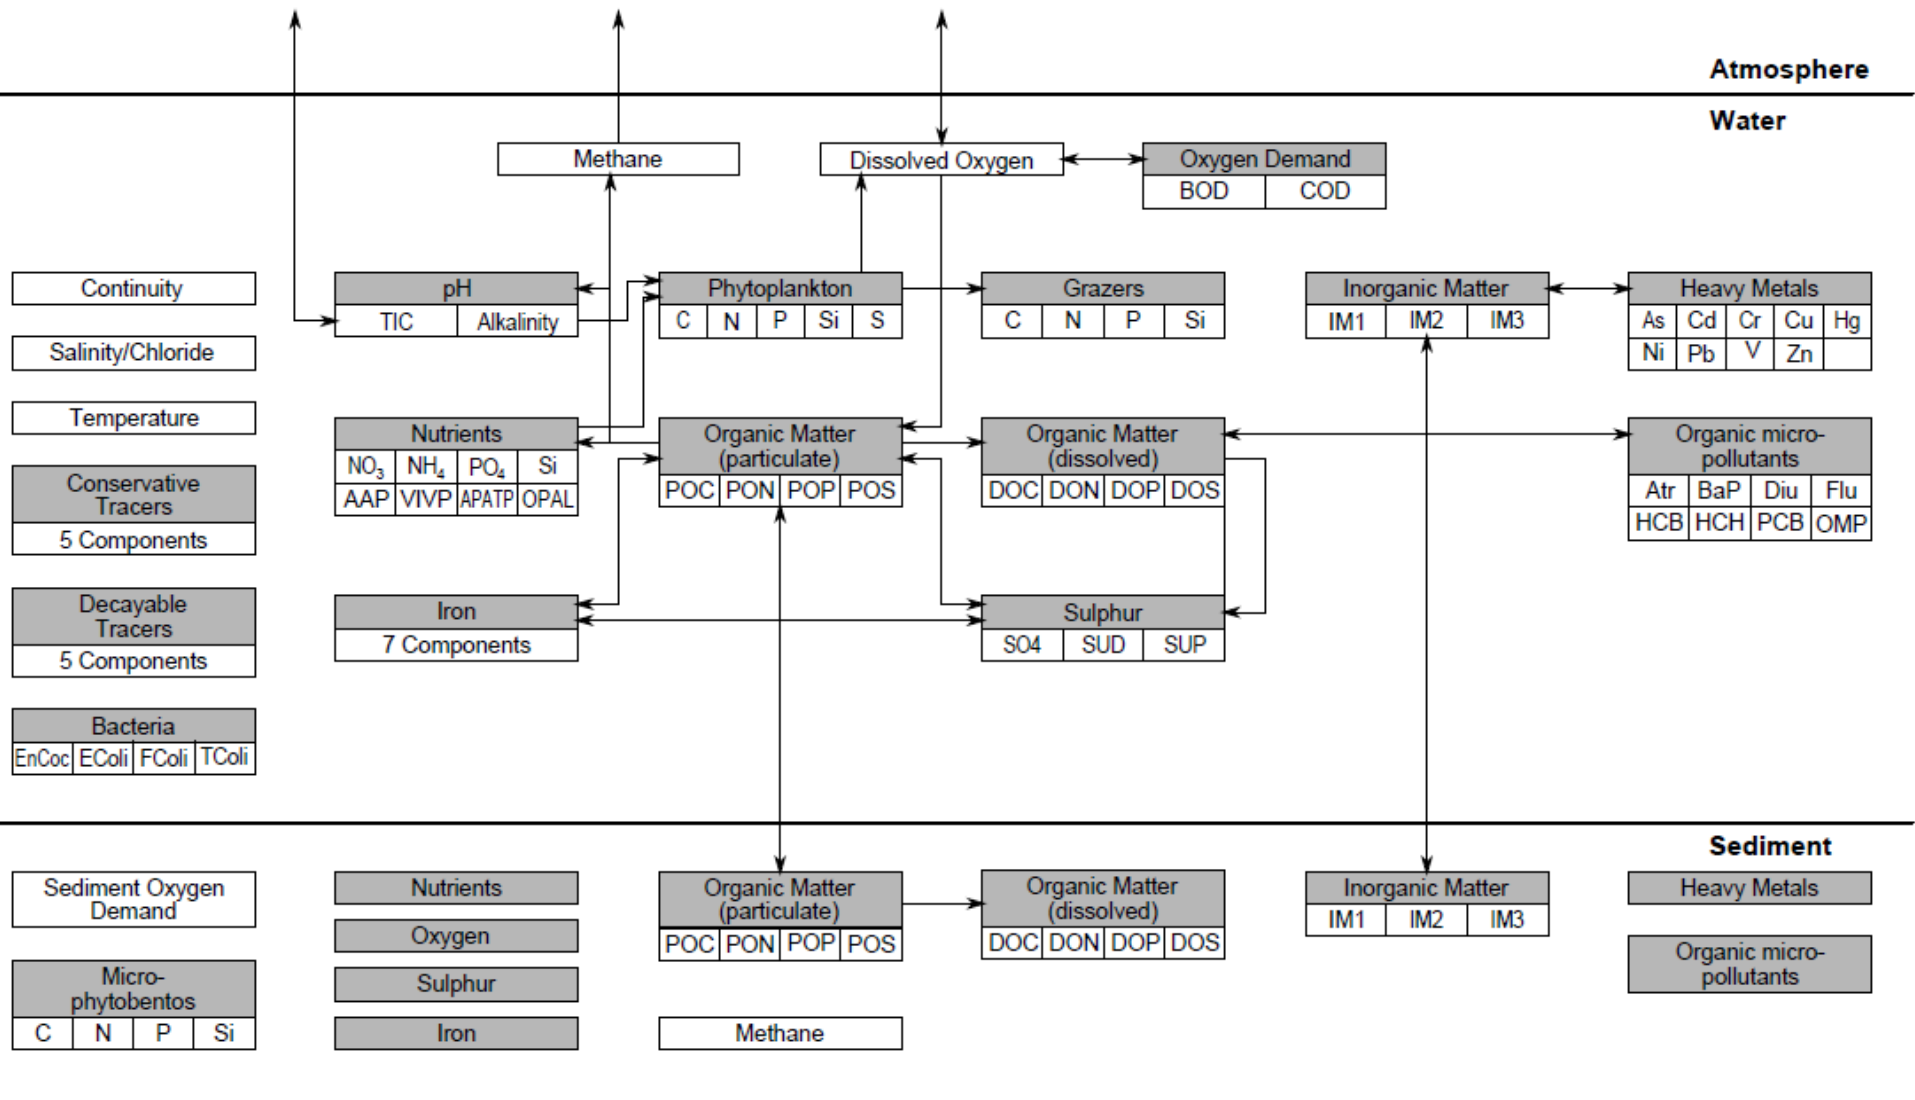 Atmosphere
Water
Methane
Dissolved Oxygen
Oxygen Demand
BOD COD
Continuity
Salinity/Chloride
Temperature
Conservative
Tracers
5 Components
Decayable
Tracers
5 Components
Bacteria
EnCoc EColi FColi TColi
pH
TIC Alkalinity
Phytoplankton
C N P Si S
Grazers
C N P Si
Inorganic Matter
IM1 IM2 IM3
Heavy Metals
As Cd Cr Cu Hg
Ni Pb V Zn
Nutrients
NO₃ NH₄ PO₄ Si
AAP VIVP APATP OPAL
Organic Matter
(particulate)
POC PON POP POS
Organic Matter
(dissolved)
DOC DON DOP DOS
Organic micro-
pollutants
Atr BaP Diu Flu
HCB HCH PCB OMP
Iron
7 Components
Sulphur
SO4 SUD SUP
Sediment
Sediment Oxygen
Demand
Micro-
phytobentos
C N P Si
Nutrients
Oxygen
Sulphur
Iron
Organic Matter
(particulate)
POC PON POP POS
Methane
Organic Matter
(dissolved)
DOC DON DOP DOS
Inorganic Matter
IM1 IM2 IM3
Heavy Metals
Organic micro-
pollutants